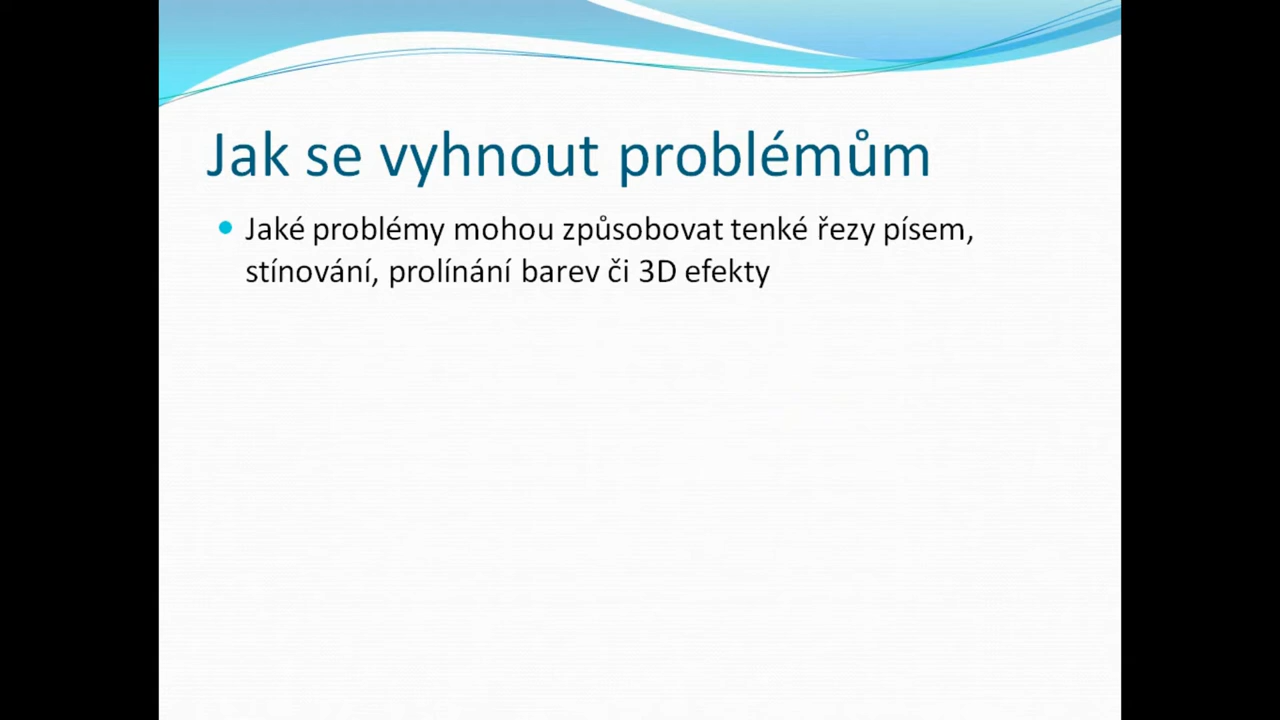 Jak se vyhnout problémům
Jaké problémy mohou způsobovat tenké řezy písem,
stínování, prolínání barev či 3D efekty